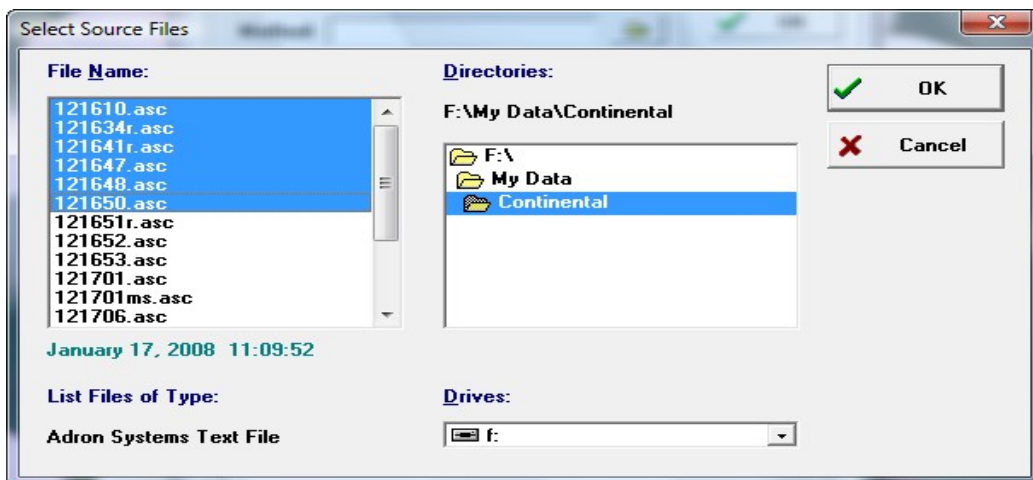 Select Source Files
File Name:
121610.asc
121634r.asc
121641r.asc
121647.asc
121648.asc
121650.asc
121651r.asc
121652.asc
121653.asc
121701.asc
121701ms.asc
121706.asc
January 17, 2008 11:09:52
List Files of Type:
Adron Systems Text File
Directories:
F:\My Data\Continental
F:\
My Data
Continental
Drives:
f:
OK
Cancel